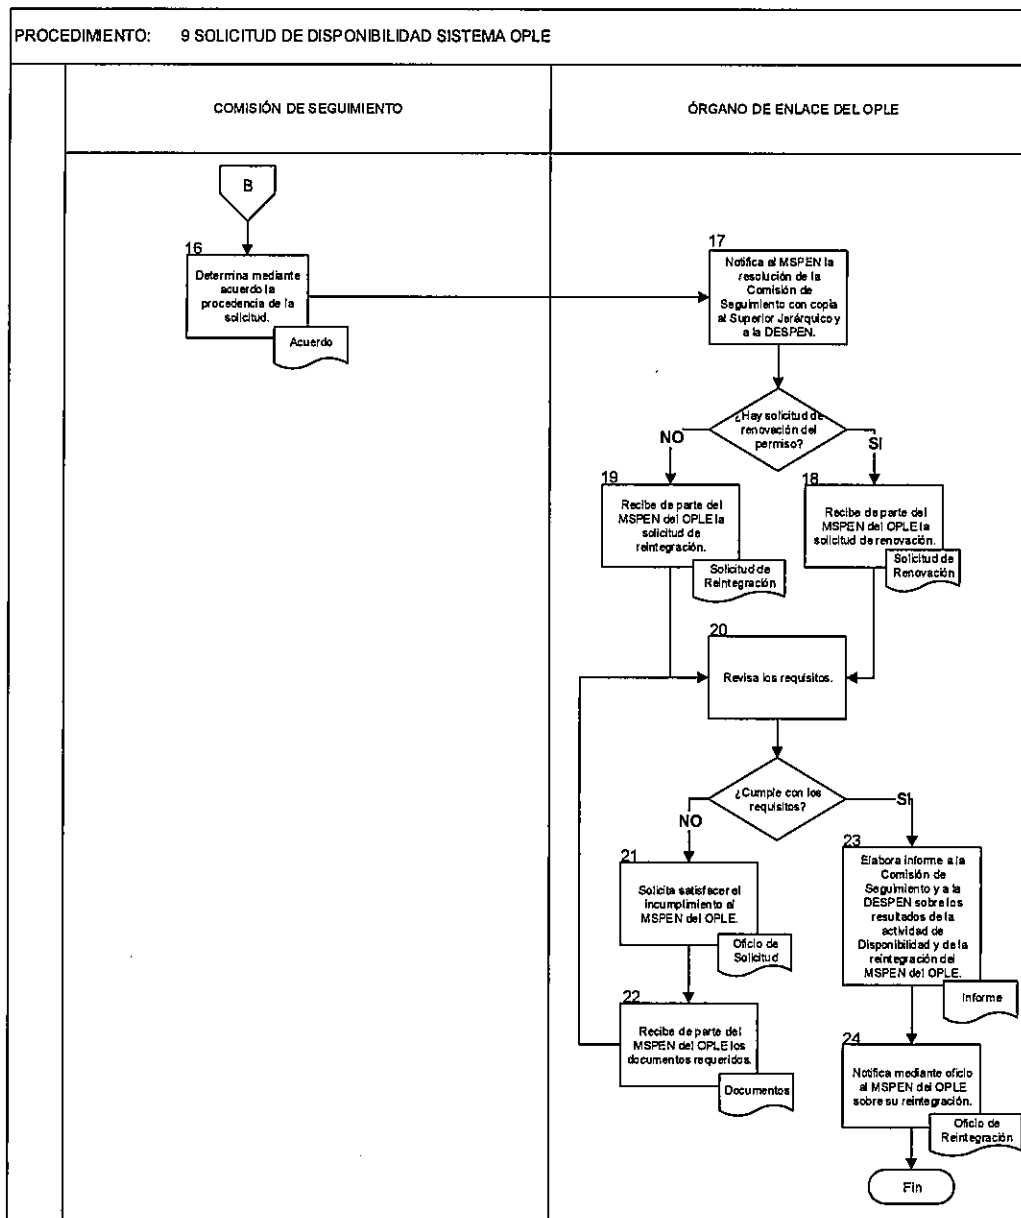 PROCEDIMIENTO: 9 SOLICITUD DE DISPONIBILIDAD SISTEMA OPLE
COMISIÓN DE SEGUIMIENTO
ÓRGANO DE ENLACE DEL OPLE
B
16
Determina mediante
acuerdo la
procedencia de la
solicitud.
Acuerdo
17
Notifica al MSPEN la
resolución de la
Comisión de
Seguimiento con copia
al Superior Jerárquico y
a la DESPEN.
¿Hay solicitud de
renovación del
permiso?
NO
SI
19
Recibe de parte del
MSPEN del OPLE la
solicitud de
reintegración.
Solicitud de
Reintegración
18
Recibe de parte del
MSPEN del OPLE la
solicitud de renovación.
Solicitud de
Renovación
20
Revisa los requisitos.
¿Cumple con los
requisitos?
NO
SI
21
Solicita satisfacer el
incumplimiento al
MSPEN del OPLE.
Oficio de
Solicitud
23
Elabora informe a la
Comisión de
Seguimiento y a la
DESPEN sobre los
resultados de la
actividad de
Disponibilidad y de la
reintegración del
MSPEN del OPLE.
Informe
22
Recibe de parte del
MSPEN del OPLE los
documentos requeridos.
Documentos
24
Notifica mediante oficio
al MSPEN del OPLE
sobre su reintegración.
Oficio de
Reintegración
Fin